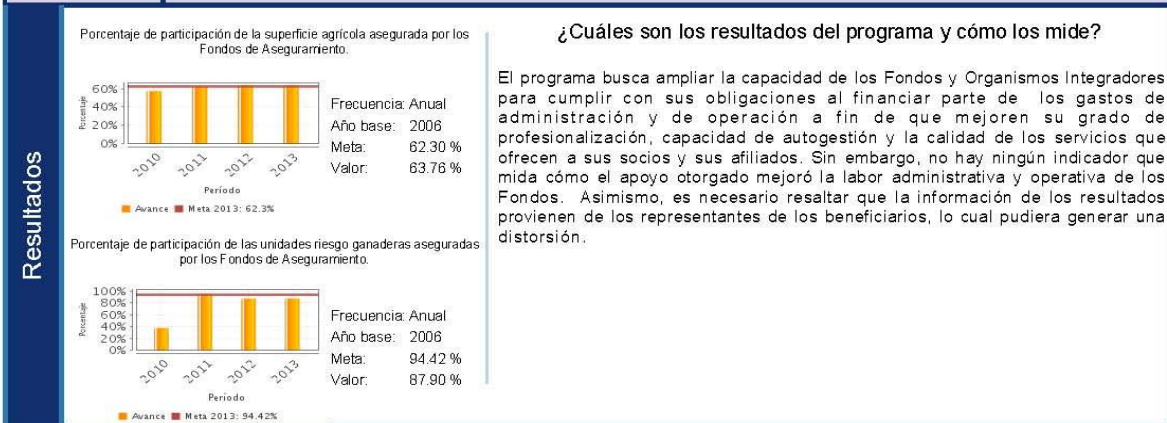 Resultados
Porcentaje de participación de la superficie agrícola asegurada por los
Fondos de Aseguramiento.
Porcentaje
60%
40%
20%
0%
2010
2011
2012
2013
Período
Avance Meta 2013: 62.3%
Frecuencia: Anual
Año base: 2006
Meta: 62.30 %
Valor: 63.76 %
Porcentaje de participación de las unidades riesgo ganaderas aseguradas
por los Fondos de Aseguramiento.
Porcentaje
100%
80%
60%
40%
20%
0%
2010
2011
2012
2013
Período
Avance Meta 2013: 94.42%
Frecuencia: Anual
Año base: 2006
Meta: 94.42 %
Valor: 87.90 %
¿Cuáles son los resultados del programa y cómo los mide?
El programa busca ampliar la capacidad de los Fondos y Organismos Integradores
para cumplir con sus obligaciones al financiar parte de los gastos de
administración y de operación a fin de que mejoren su grado de
profesionalización, capacidad de autogestión y la calidad de los servicios que
ofrecen a sus socios y sus afiliados. Sin embargo, no hay ningún indicador que
mida cómo el apoyo otorgado mejoró la labor administrativa y operativa de los
Fondos. Asimismo, es necesario resaltar que la información de los resultados
provienen de los representantes de los beneficiarios, lo cual pudiera generar una
distorsión.